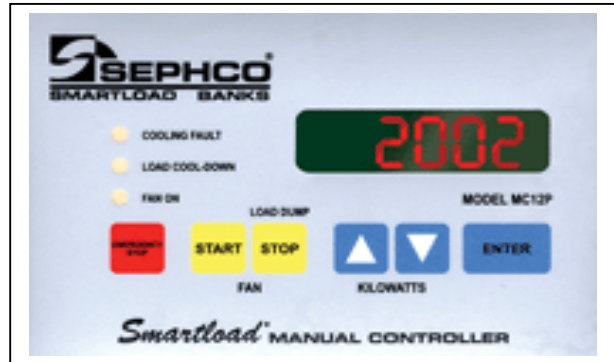 SEPHCO®
SMARTLOAD BANKS
2002
COOLING FAULT
LOAD COOL-DOWN
FAN ON
MODEL MC12P
LOAD DUMP
EMERGENCY STOP
START
STOP
ENTER
FAN
KILOWATTS
Smartload™ MANUAL CONTROLLER